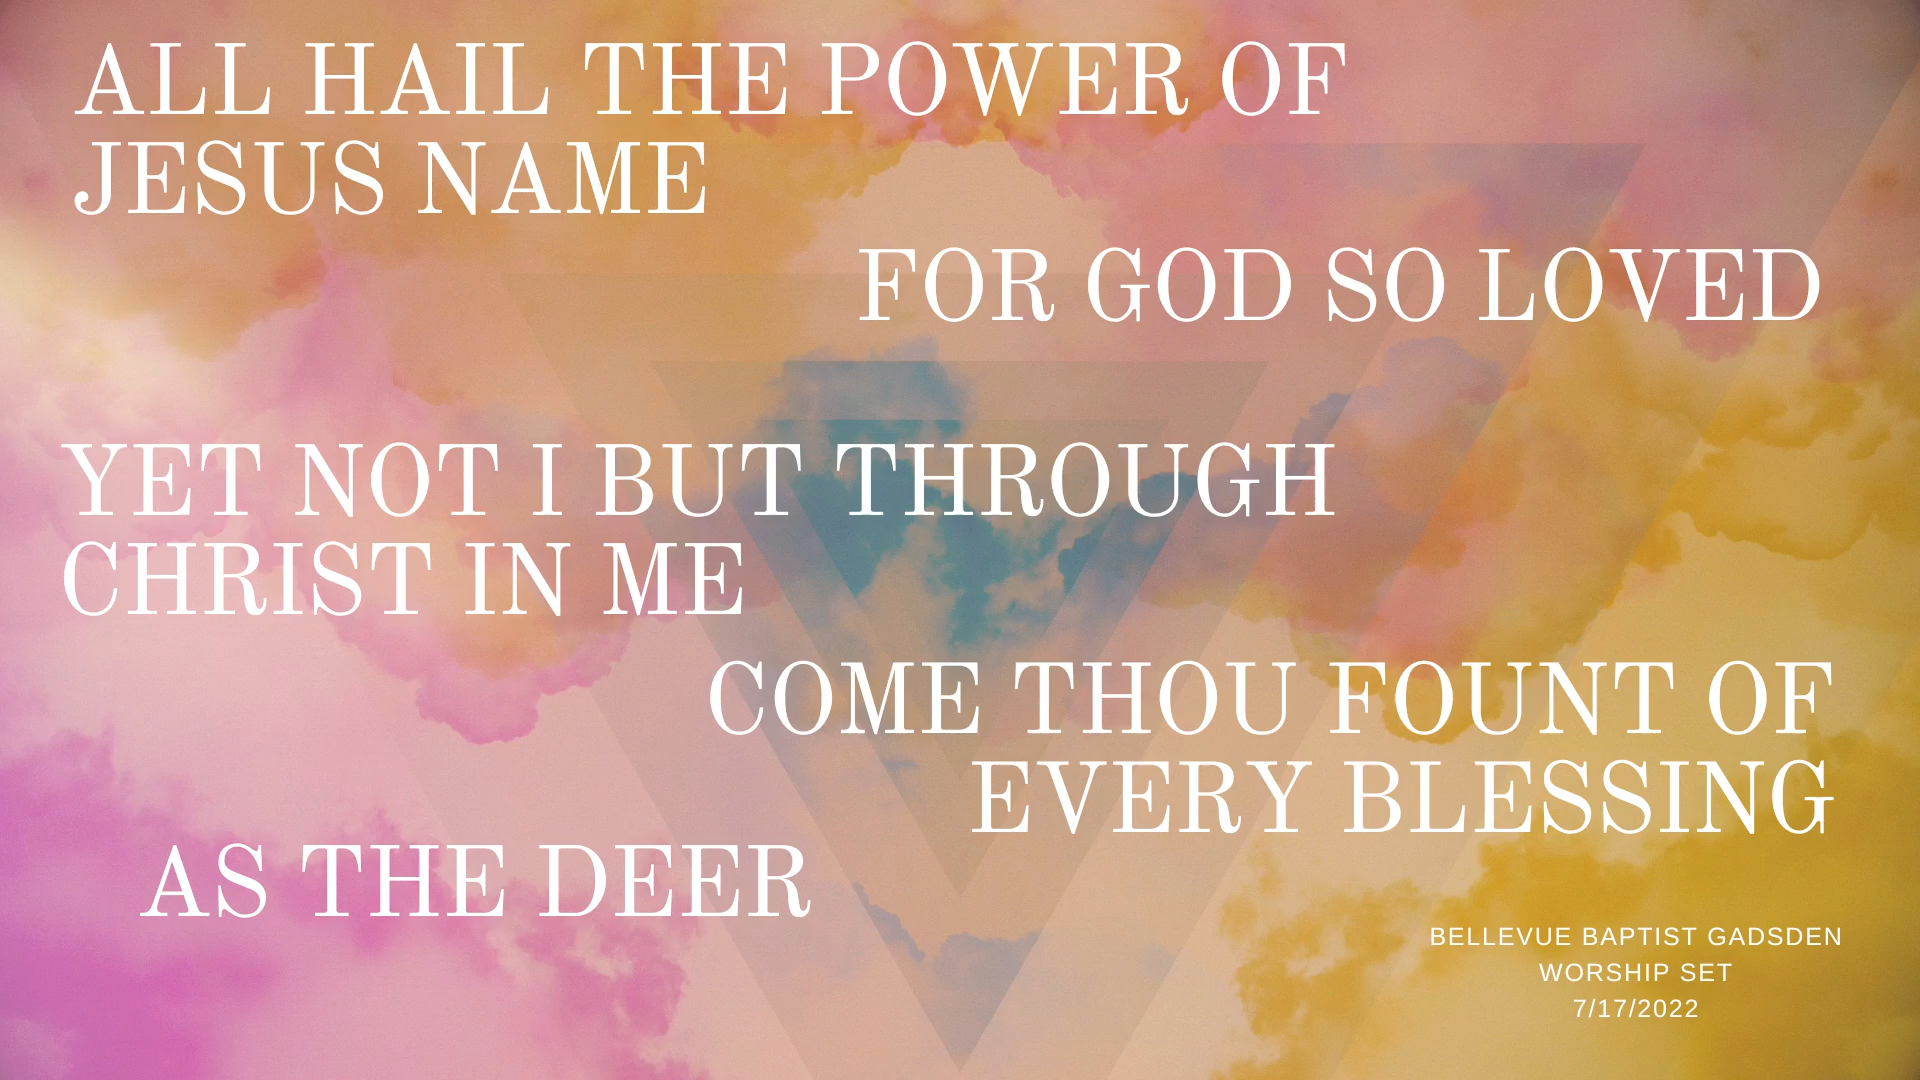 ALL HAIL THE POWER OF
JESUS NAME
FOR GOD SO LOVED
YET NOT I BUT THROUGH
CHRIST IN ME
COME THOU FOUNT OF
EVERY BLESSING
AS THE DEER
BELLEVUE BAPTIST GADSDEN
WORSHIP SET
7/17/2022